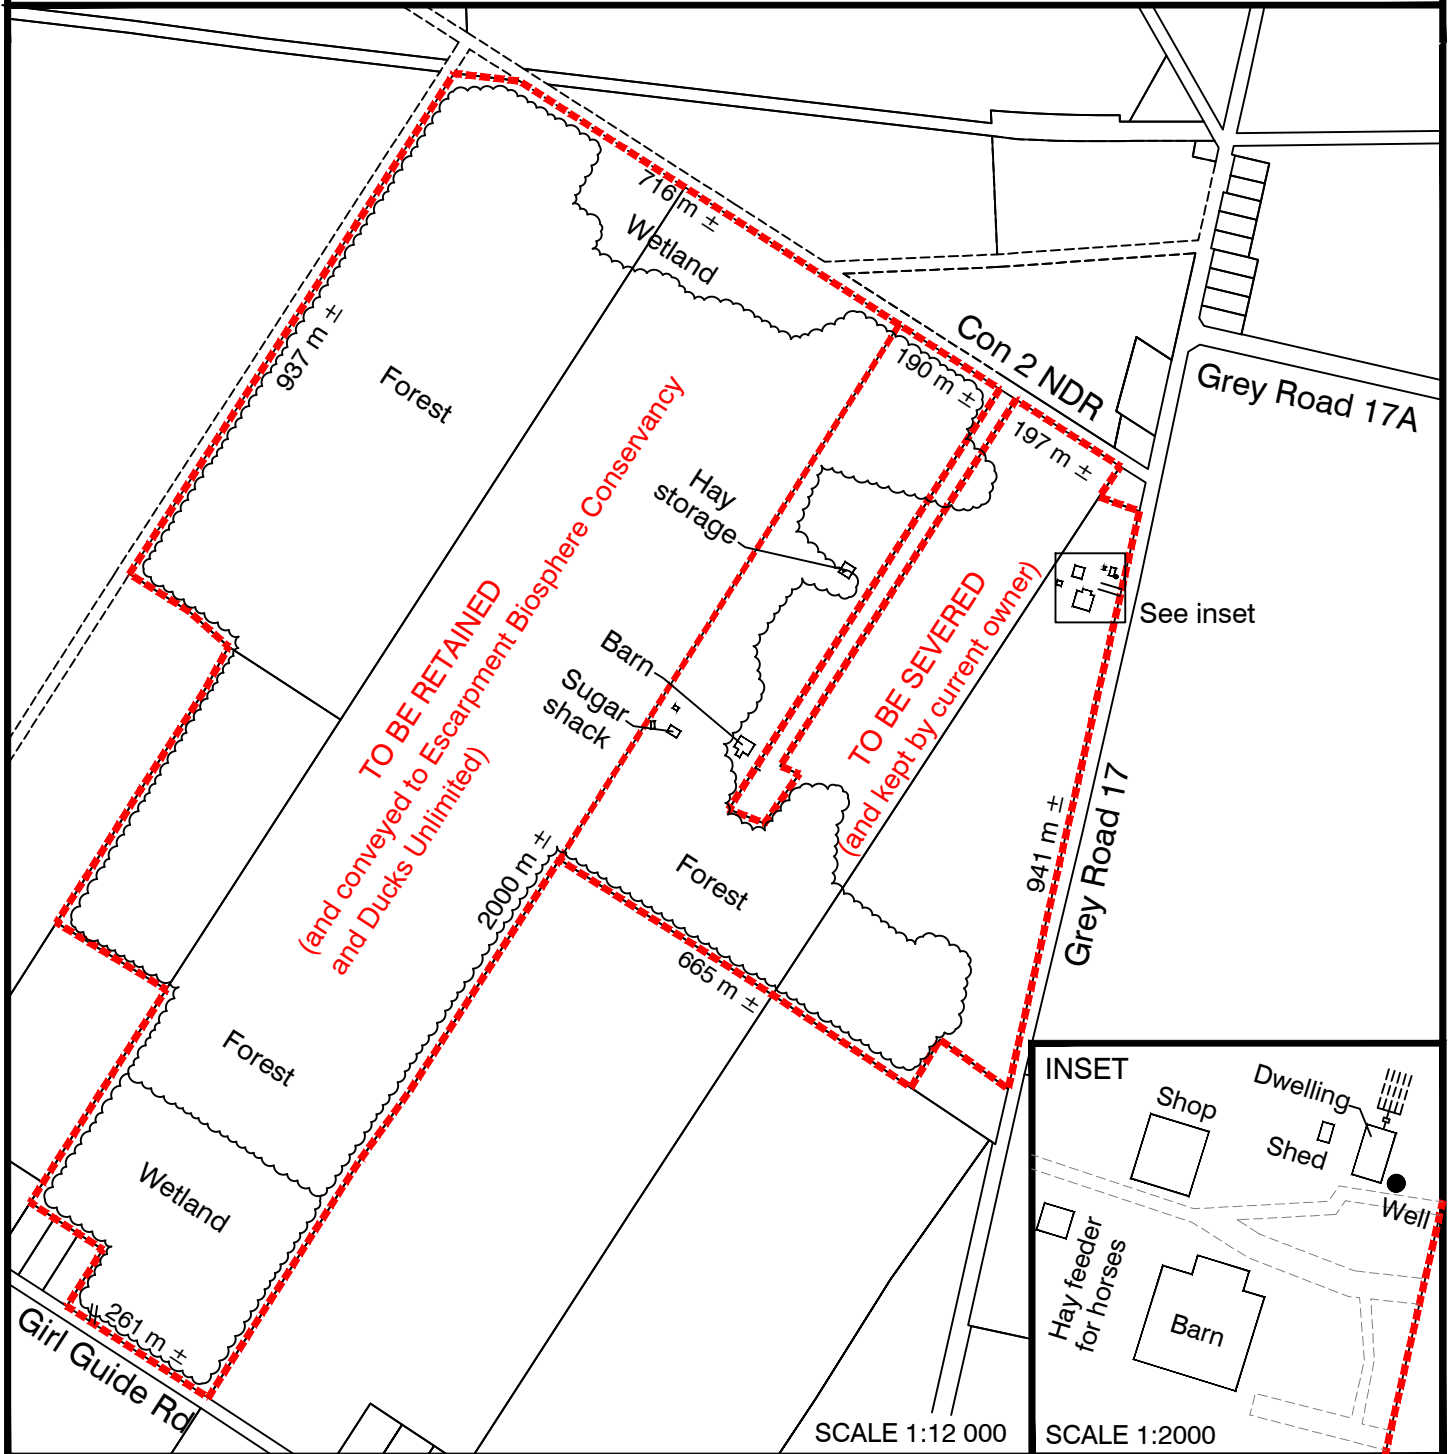 716 m ±
Wetland
937 m ±
Forest
Con 2 NDR
190 m ±
Grey Road 17A
197 m ±
Hay
storage
TO BE RETAINED
(and conveyed to Escarpment Biosphere Conservancy
and Ducks Unlimited)
TO BE SEVERED
(and kept by current owner)
See inset
Barn
Sugar
shack
2000 m ±
Forest
941 m ±
Grey Road 17
665 m ±
Forest
Wetland
261 m ±
Girl Guide Rd
SCALE 1:12 000
INSET
Dwelling
Shop
Shed
Well
Hay feeder
for horses
Barn
SCALE 1:2000